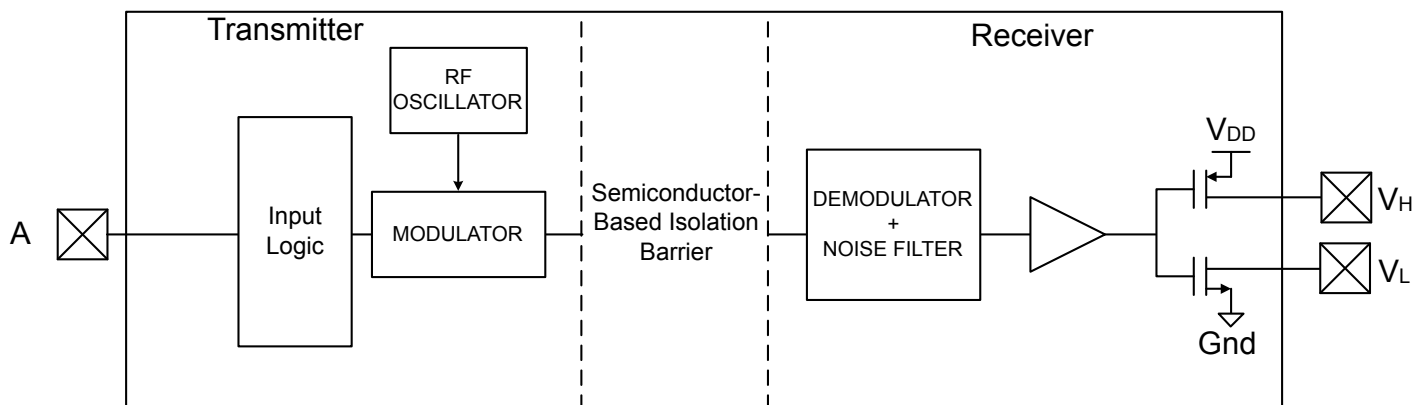 Transmitter
Receiver
RF
OSCILLATOR
VDD
A
Input
Logic
MODULATOR
Semiconductor-
Based Isolation
Barrier
DEMODULATOR
+
NOISE FILTER
VH
VL
Gnd